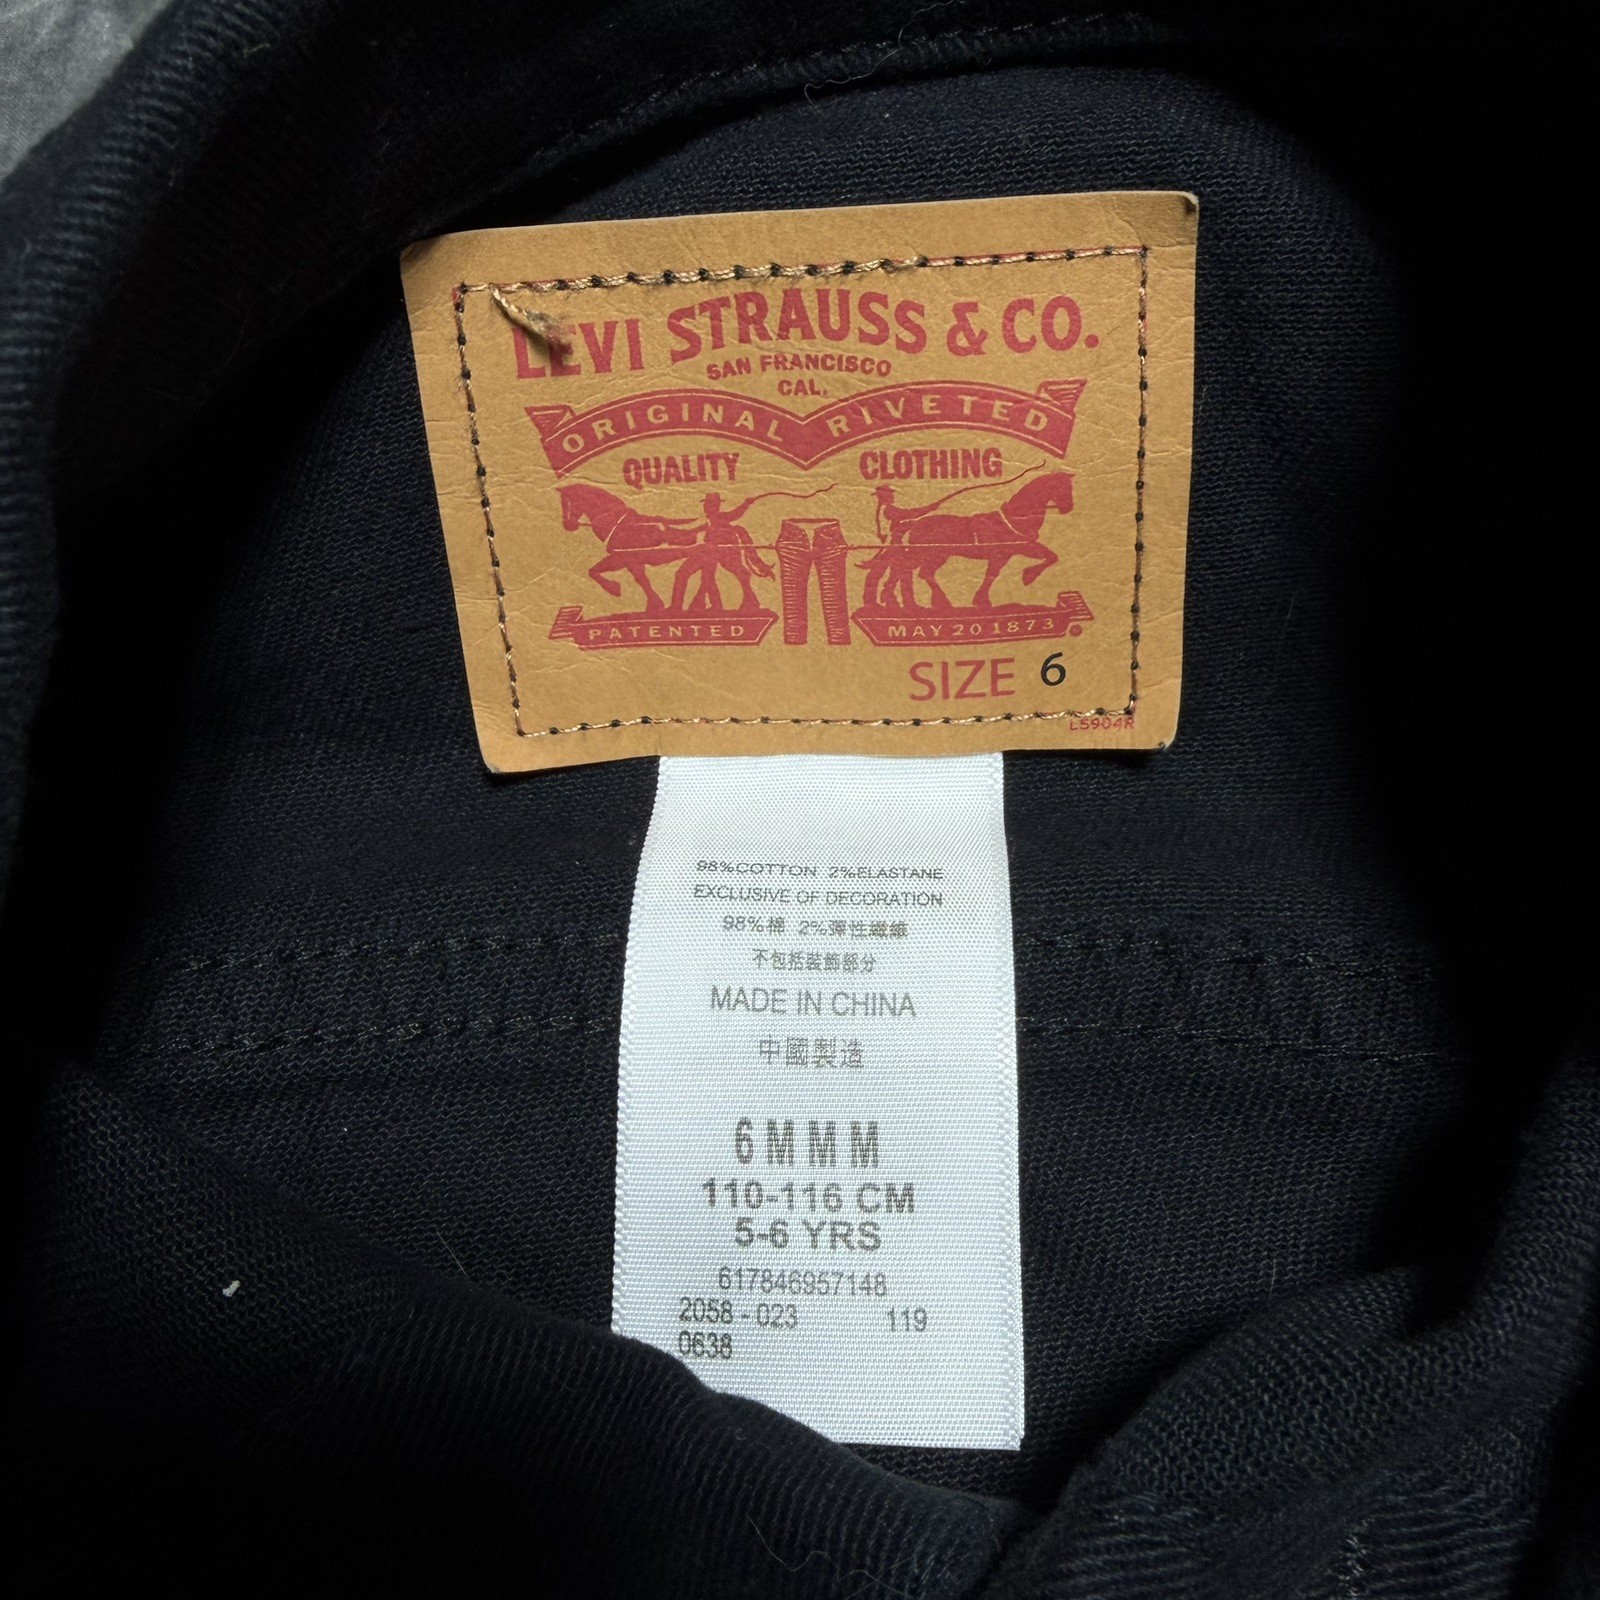 LEVI STRAUSS & CO.
SAN FRANCISCO
CAL.
ORIGINAL RIVETED
QUALITY CLOTHING
PATENTED MAY 20 1873 ®
SIZE 6
LS904R
98%COTTON 2%ELASTANE
EXCLUSIVE OF DECORATION
98%棉 2%彈性纖維
不包括裝飾部分
MADE IN CHINA
中國製造
6 M M M
110-116 CM
5-6 YRS
617846957148
2058 - 023 119
0638